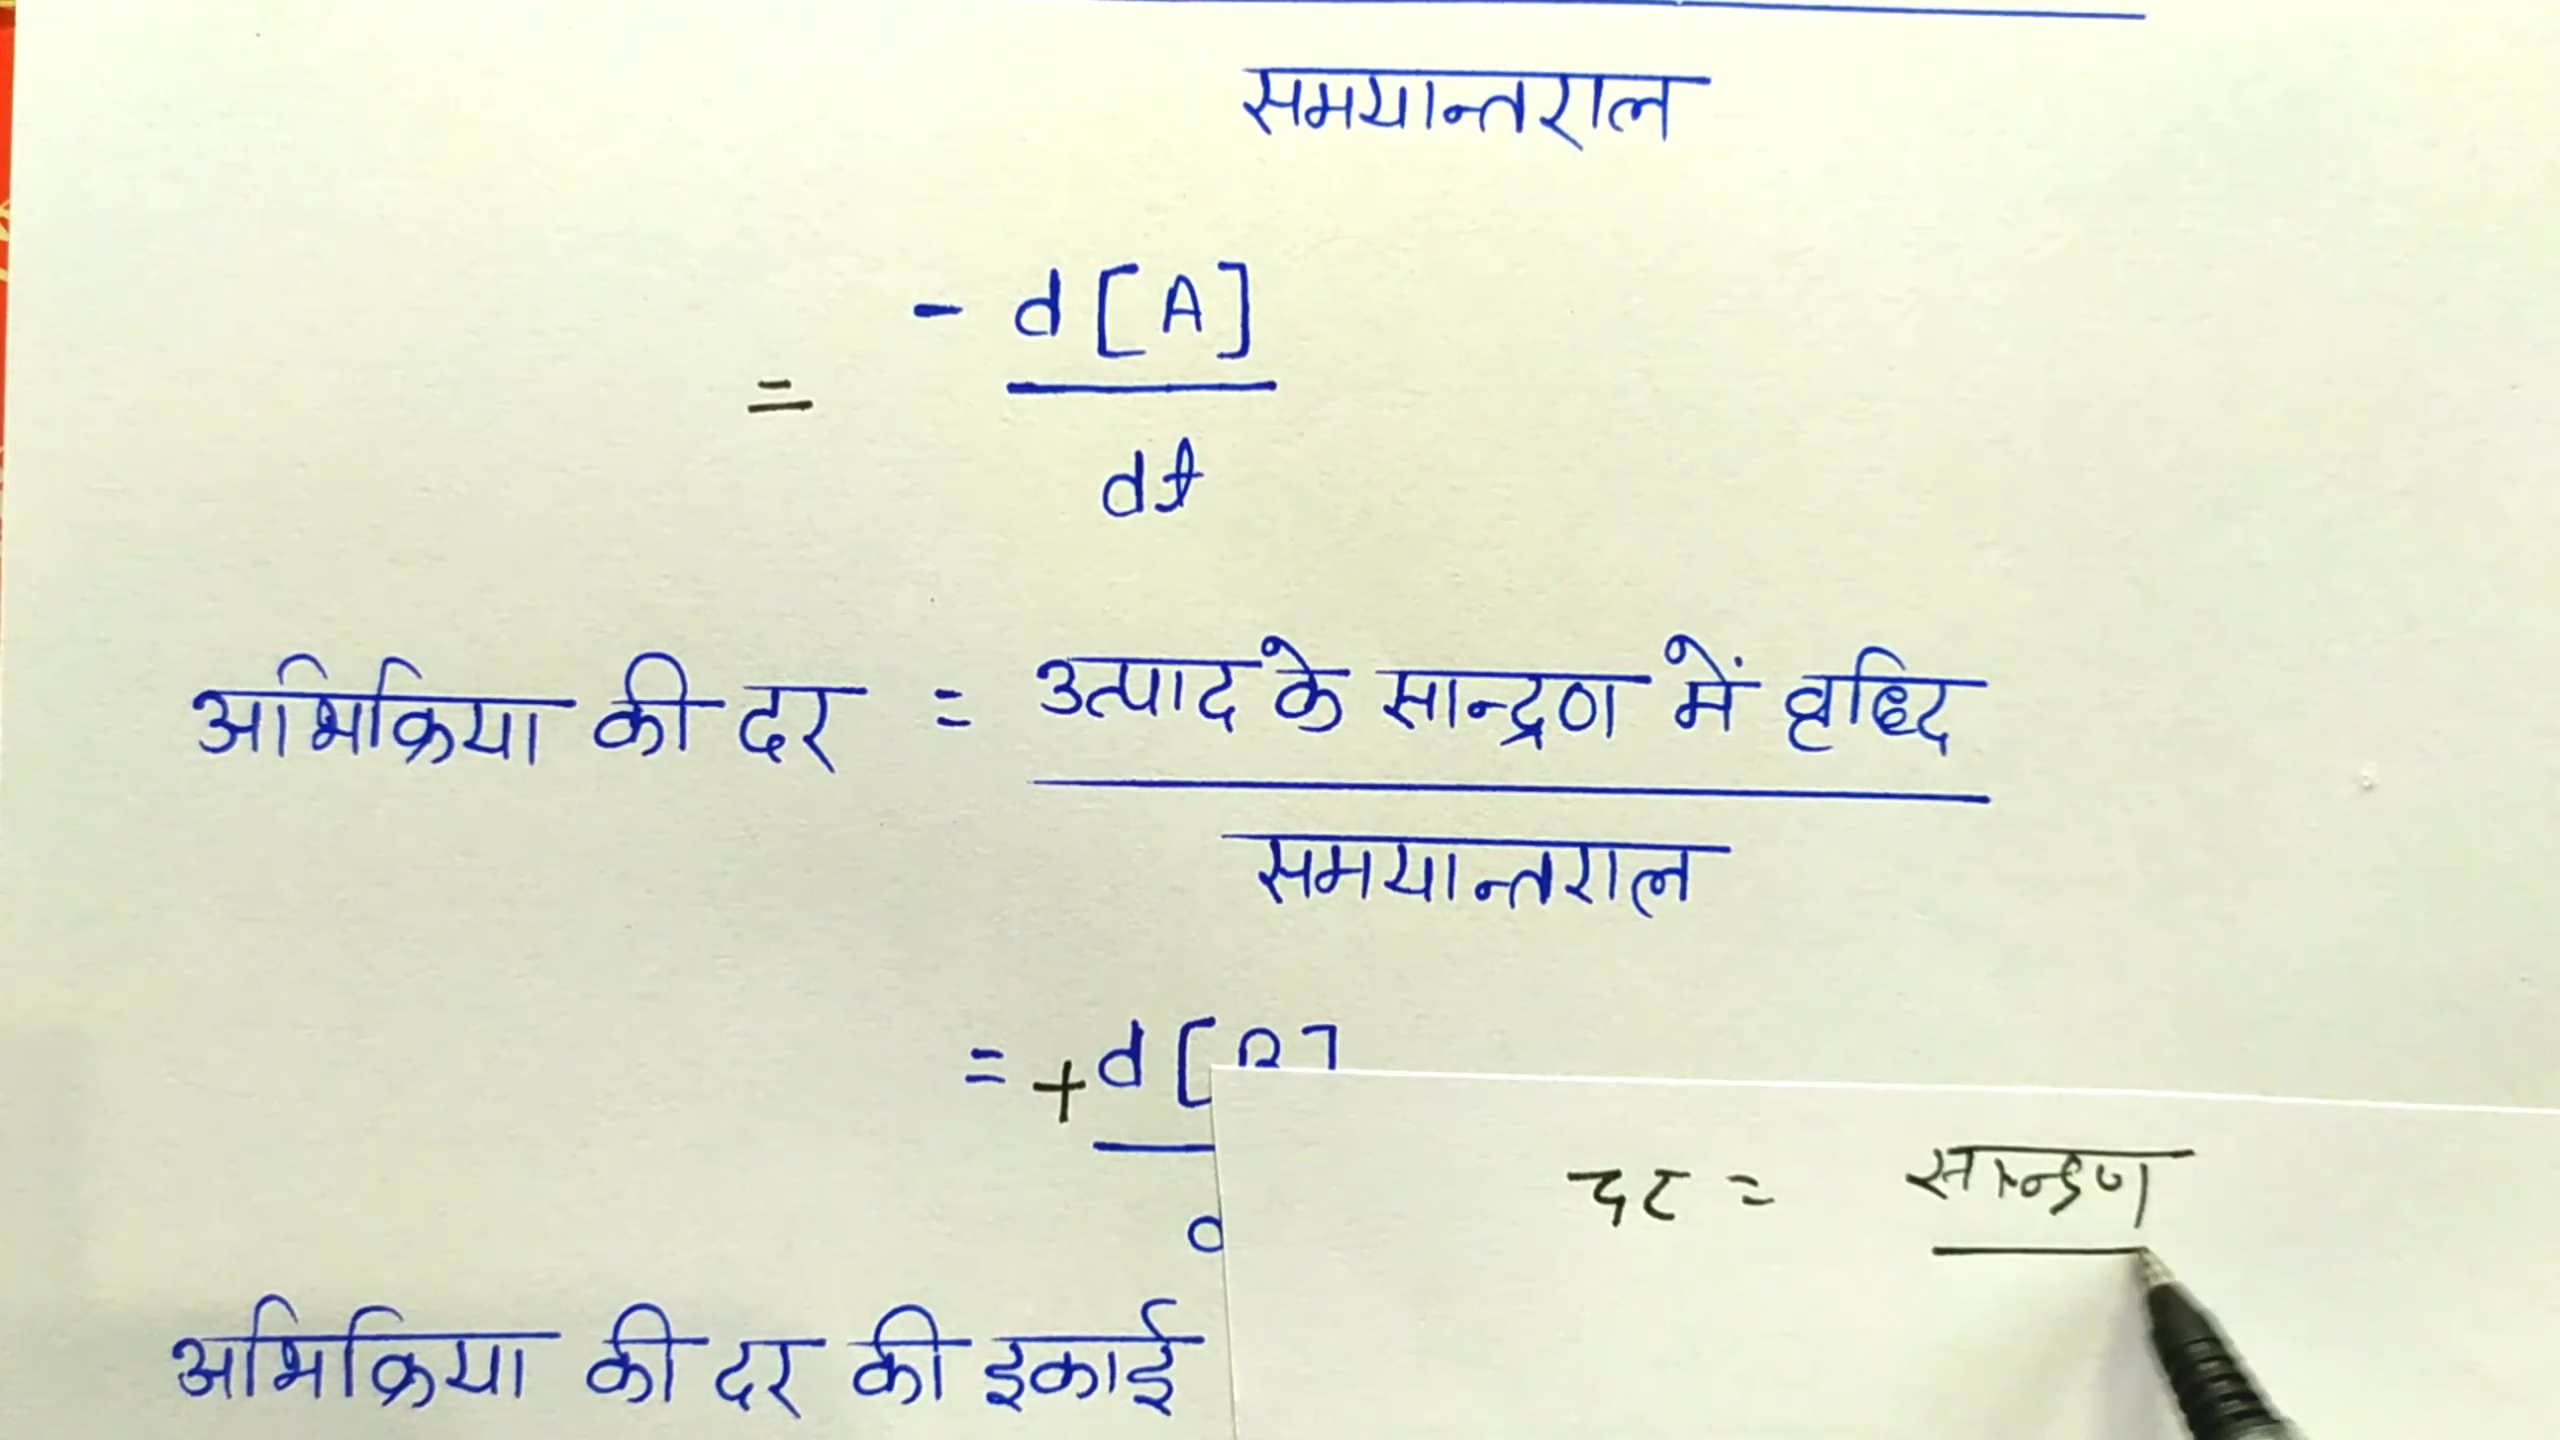 समयान्तराल
= - d[A]
dt
अभिक्रिया की दर = उत्पाद के सान्द्रण में वृध्दि
समयान्तराल
= + d[
दर = सान्द्रण
अभिक्रिया की दर की इकाई